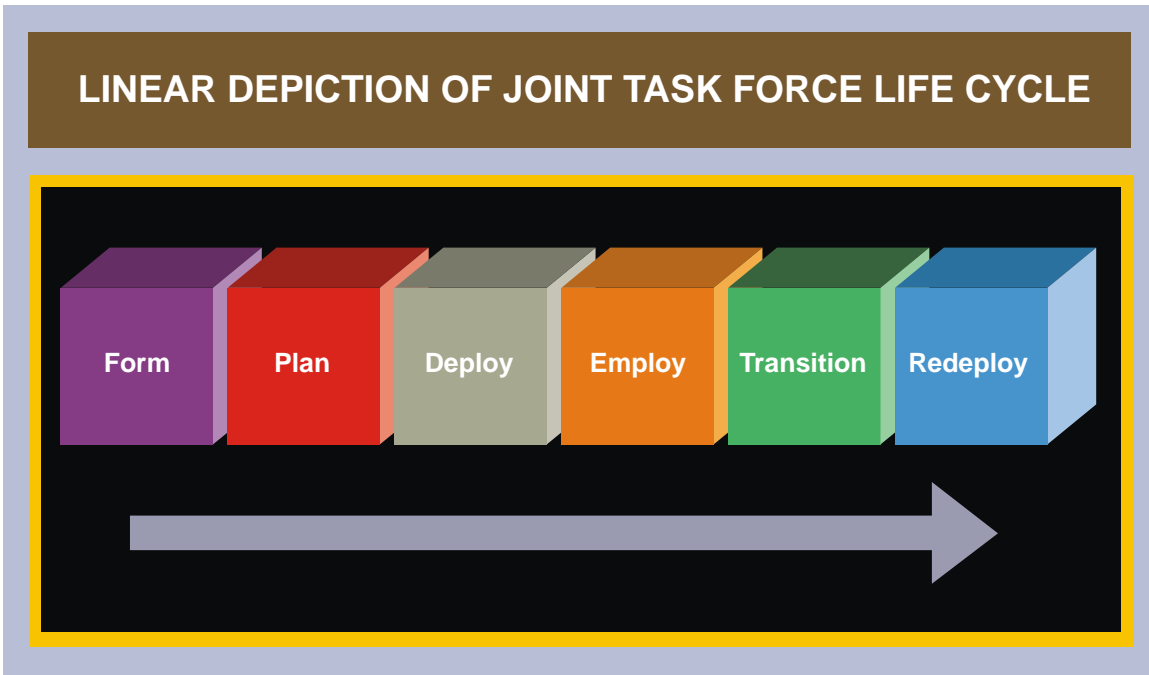 LINEAR DEPICTION OF JOINT TASK FORCE LIFE CYCLE
Form
Plan
Deploy
Employ
Transition
Redeploy